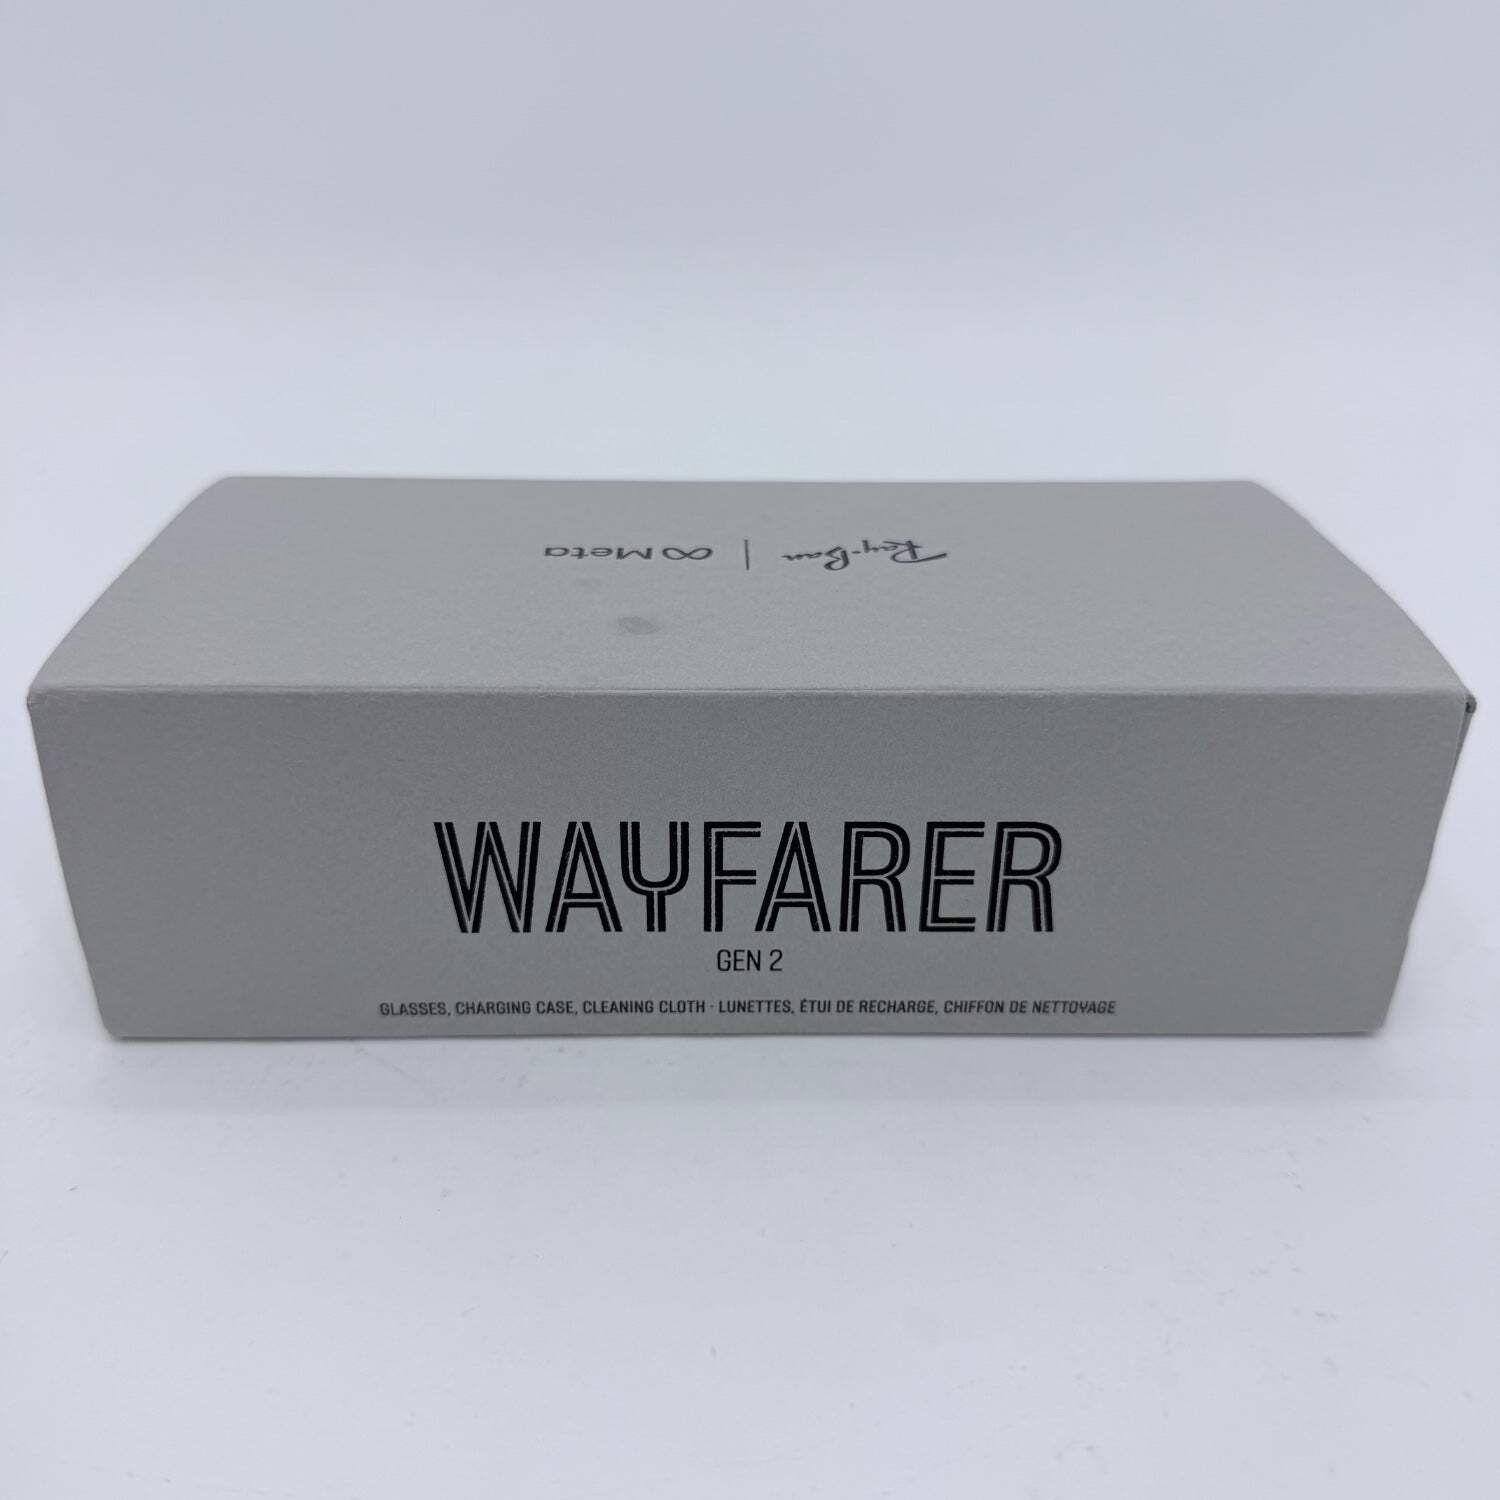 Ray-Ban | Meta
WAYFARER
GEN 2
GLASSES, CHARGING CASE, CLEANING CLOTH · LUNETTES, ÉTUI DE RECHARGE, CHIFFON DE NETTOYAGE